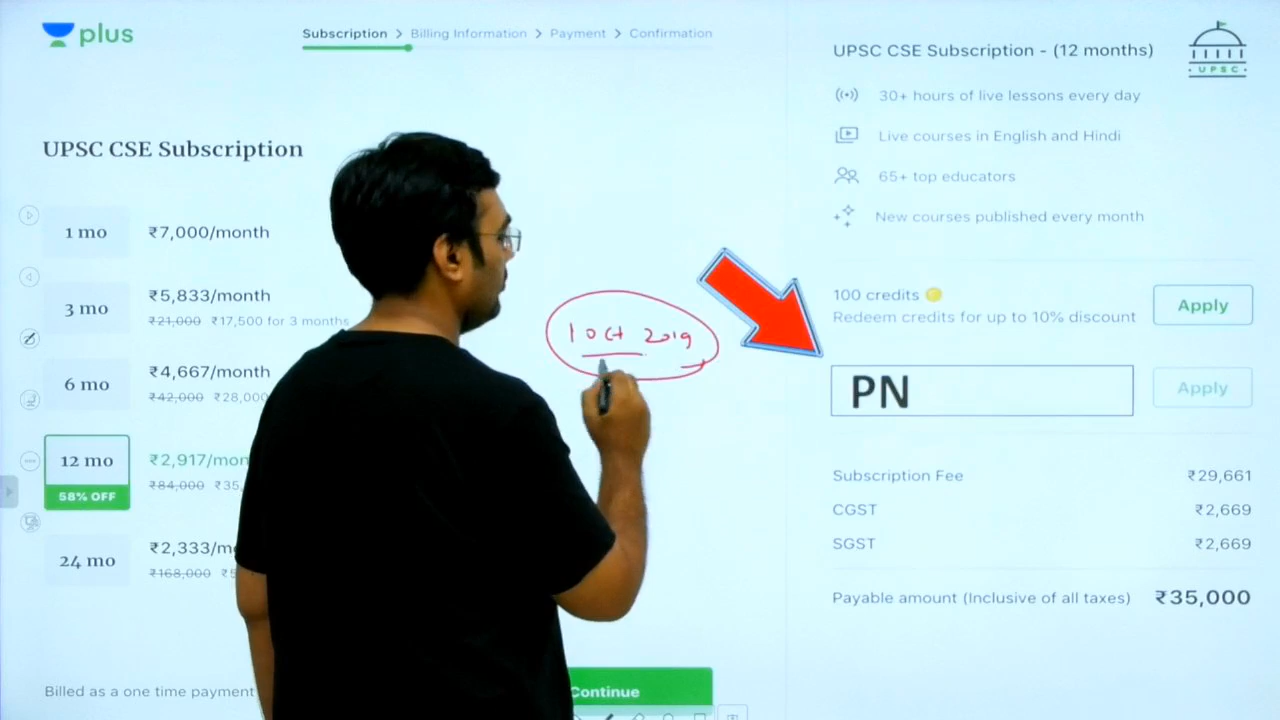 plus
Subscription > Billing Information > Payment > Confirmation
UPSC CSE Subscription
1 mo ₹7,000/month
3 mo ₹5,833/month
₹21,000 ₹17,500 for 3 months
6 mo ₹4,667/month
₹42,000 ₹28,000
12 mo ₹2,917/mon
58% OFF ₹84,000 ₹35,
24 mo ₹2,333/m
₹168,000 ₹5
Billed as a one time payment
Continue
1 Oct 2019
UPSC CSE Subscription - (12 months)
UPSC
30+ hours of live lessons every day
Live courses in English and Hindi
65+ top educators
New courses published every month
100 credits
Redeem credits for up to 10% discount
Apply
PN
Apply
Subscription Fee ₹29,661
CGST ₹2,669
SGST ₹2,669
Payable amount (Inclusive of all taxes) ₹35,000